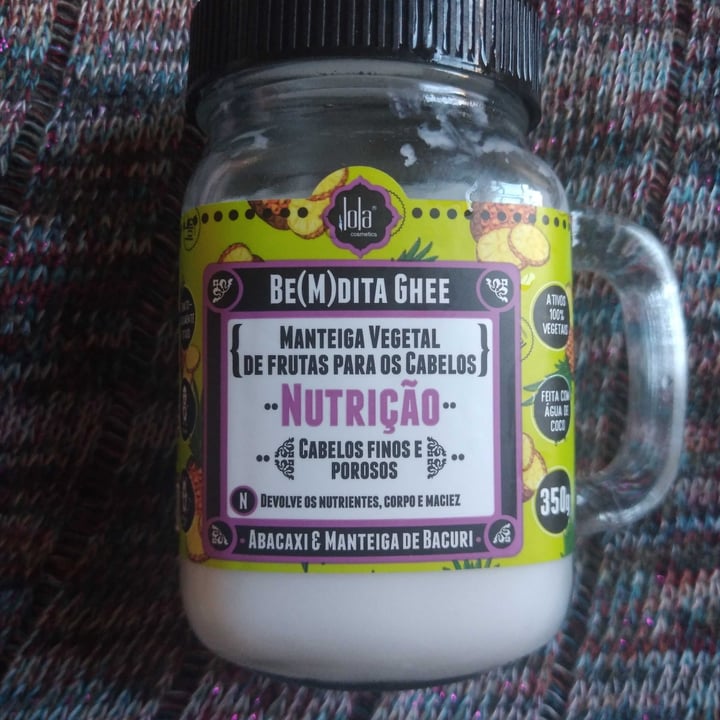 lola
cosmetics
lola
BE(M)DITA GHEE
MANTEIGA VEGETAL
DE FRUTAS PARA OS CABELOS
NUTRIÇÃO
CABELOS FINOS E
POROSOS
N DEVOLVE OS NUTRIENTES, CORPO E MACIEZ
ABACAXI & MANTEIGA DE BACURI
ATIVOS
100%
VEGETAIS
FEITA COM
ÁGUA DE
COCO
350g